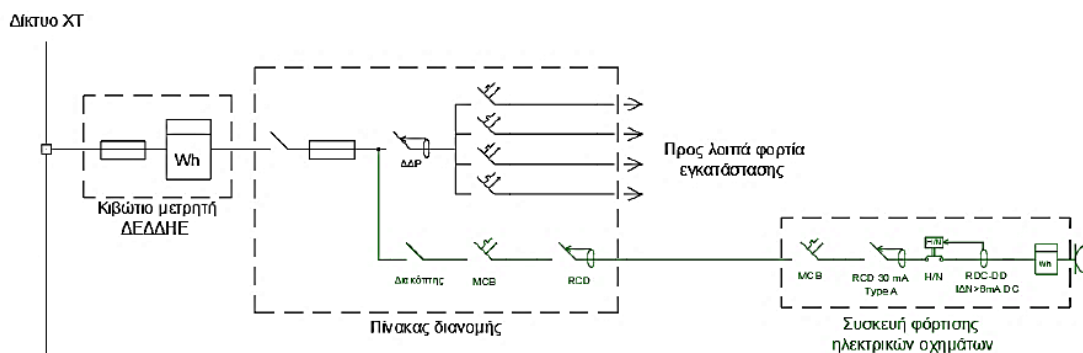 Δίκτυο ΧΤ
Wh
Κιβώτιο μετρητή
ΔΕΔΔΗΕ
ΔΔΡ
Προς λοιπά φορτία
εγκατάστασης
Διακόπτης
MCB
RCD
Πίνακας διανομής
H/N
MCB
RCD 30 mA
Type A
H/N
RDC-DD
IΔN>6mA DC
Wh
Συσκευή φόρτισης
ηλεκτρικών οχημάτων